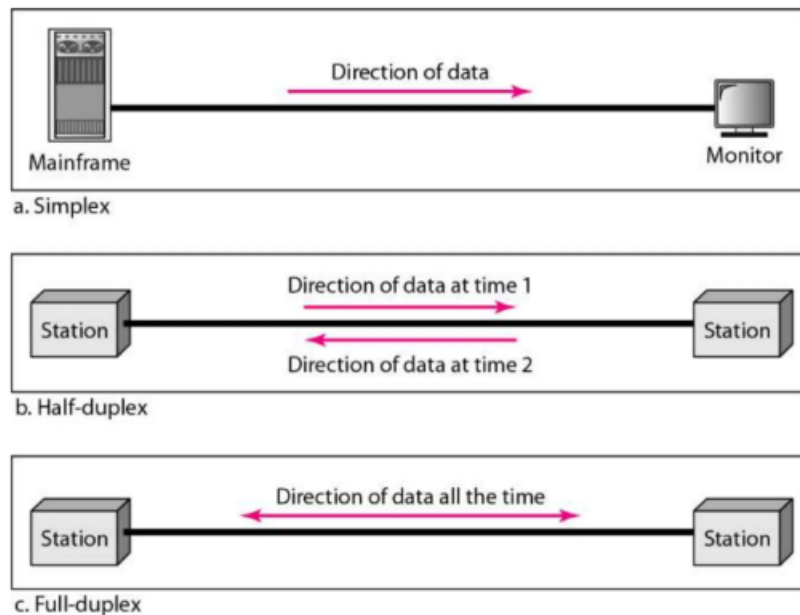 Direction of data
Mainframe
Monitor
a. Simplex
Direction of data at time 1
Station
Station
Direction of data at time 2
b. Half-duplex
Direction of data all the time
Station
Station
c. Full-duplex